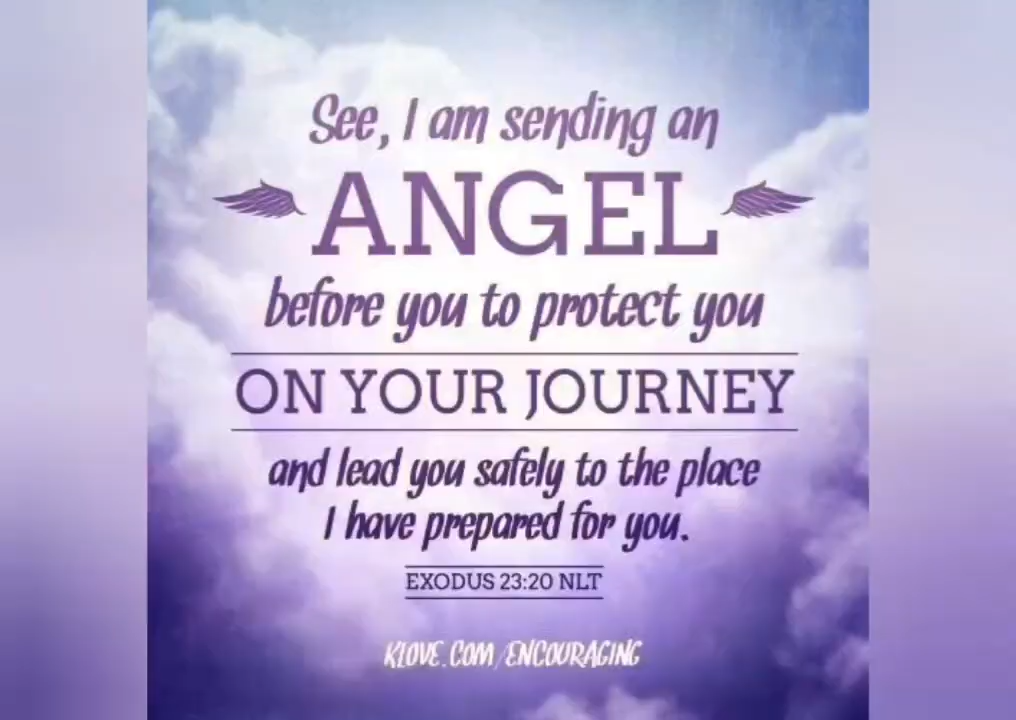 See, I am sending an
ANGEL
before you to protect you
ON YOUR JOURNEY
and lead you safely to the place
I have prepared for you.
EXODUS 23:20 NLT
KLOVE.COM/ENCOURAGING